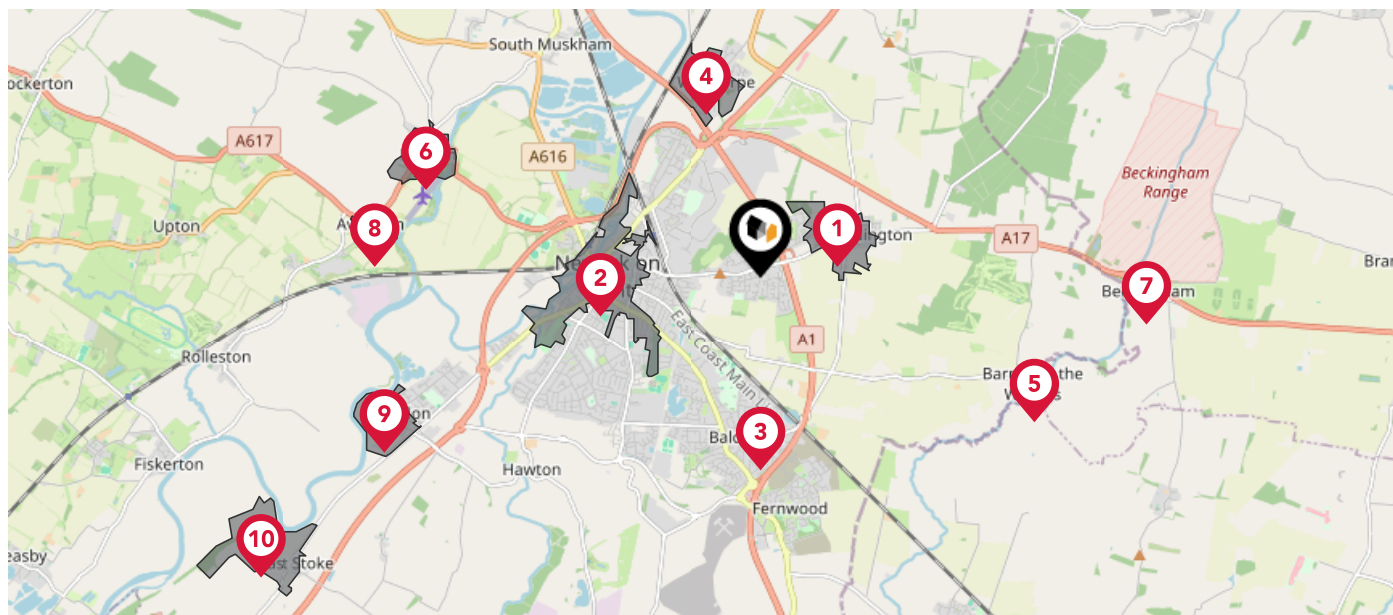 South Muskham
ockerton
4
A617
A616
6
Beckingham
Range
Upton
8
1
A17
Bran
2
7
A1
East Coast Main
Rolleston
5
9
3
Fiskerton
Hawton
Fernwood
10
easby